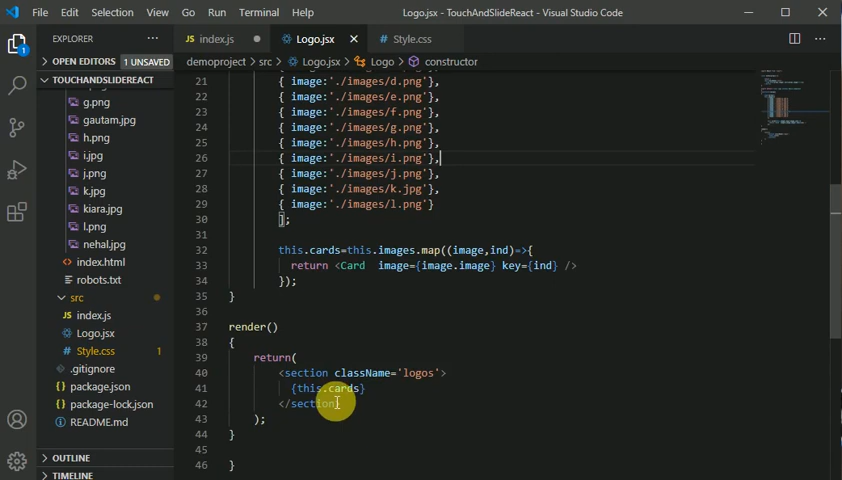 File Edit Selection View Go Run Terminal Help Logo.jsx - TouchAndSlideReact - Visual Studio Code
EXPLORER ...
JS index.js
Logo.jsx
# Style.css
OPEN EDITORS 1 UNSAVED
demoproject > src > Logo.jsx > Logo > constructor
TOUCHANDSLIDEREACT
g.png
gautam.jpg
h.png
i.jpg
j.png
k.jpg
kiara.jpg
l.png
nehal.jpg
<> index.html
robots.txt
src
JS index.js
Logo.jsx
# Style.css 1
.gitignore
{} package.json
{} package-lock.json
README.md
OUTLINE
TIMELINE
1
21 { image:'./images/d.png'},
22 { image:'./images/e.png'},
23 { image:'./images/f.png'},
24 { image:'./images/g.png'},
25 { image:'./images/h.png'},
26 { image:'./images/i.png'},
27 { image:'./images/j.png'},
28 { image:'./images/k.jpg'},
29 { image:'./images/l.png'}
30 ];
31
32 this.cards=this.images.map((image,ind)=>{
33 return <Card image={image.image} key={ind} />
34 });
35 }
36
37 render()
38 {
39 return(
40 <section className='logos'>
41 {this.cards}
42 </section>
43 );
44 }
45
46 }